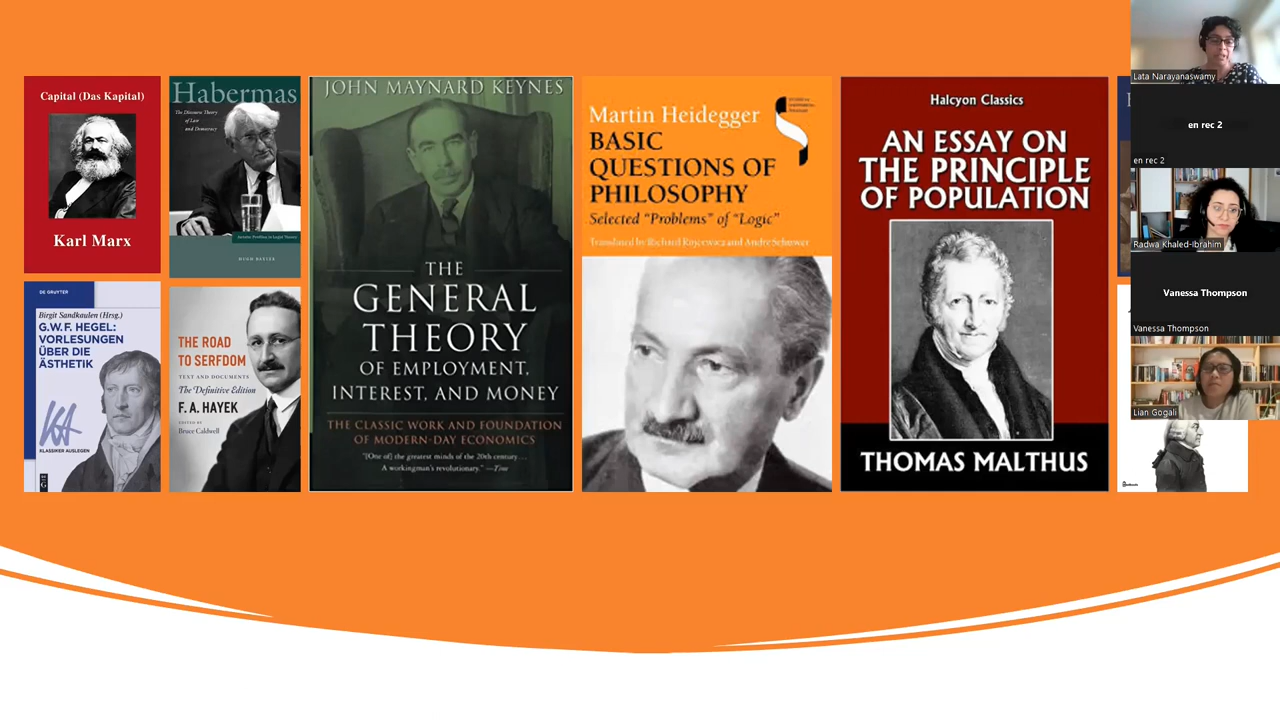 Capital (Das Kapital)
Karl Marx
Habermas
The Discourse Theory
of Law
and Democracy
HUGH BAXTER
DE GRUYTER
Birgit Sandkaulen (Hrsg.)
G.W.F. HEGEL:
VORLESUNGEN
ÜBER DIE
ÄSTHETIK
KLASSIKER AUSLEGEN
THE ROAD
TO SERFDOM
TEXT AND DOCUMENTS
The Definitive Edition
F. A. HAYEK
EDITED BY
Bruce Caldwell
JOHN MAYNARD KEYNES
THE
GENERAL
THEORY
OF EMPLOYMENT,
INTEREST, AND MONEY
THE CLASSIC WORK AND FOUNDATION
OF MODERN-DAY ECONOMICS
"[One of] the greatest minds of the 20th century...
A workingman's revolutionary." —Time
Martin Heidegger
BASIC
QUESTIONS OF
PHILOSOPHY
Selected "Problems" of "Logic"
Translated by Richard Rojcewicz and André Schuwer
Halcyon Classics
AN ESSAY ON
THE PRINCIPLE
OF POPULATION
THOMAS MALTHUS
Lata Narayanaswamy
en rec 2
en rec 2
Radwa Khaled-Ibrahim
Vanessa Thompson
Vanessa Thompson
Lian Gogali